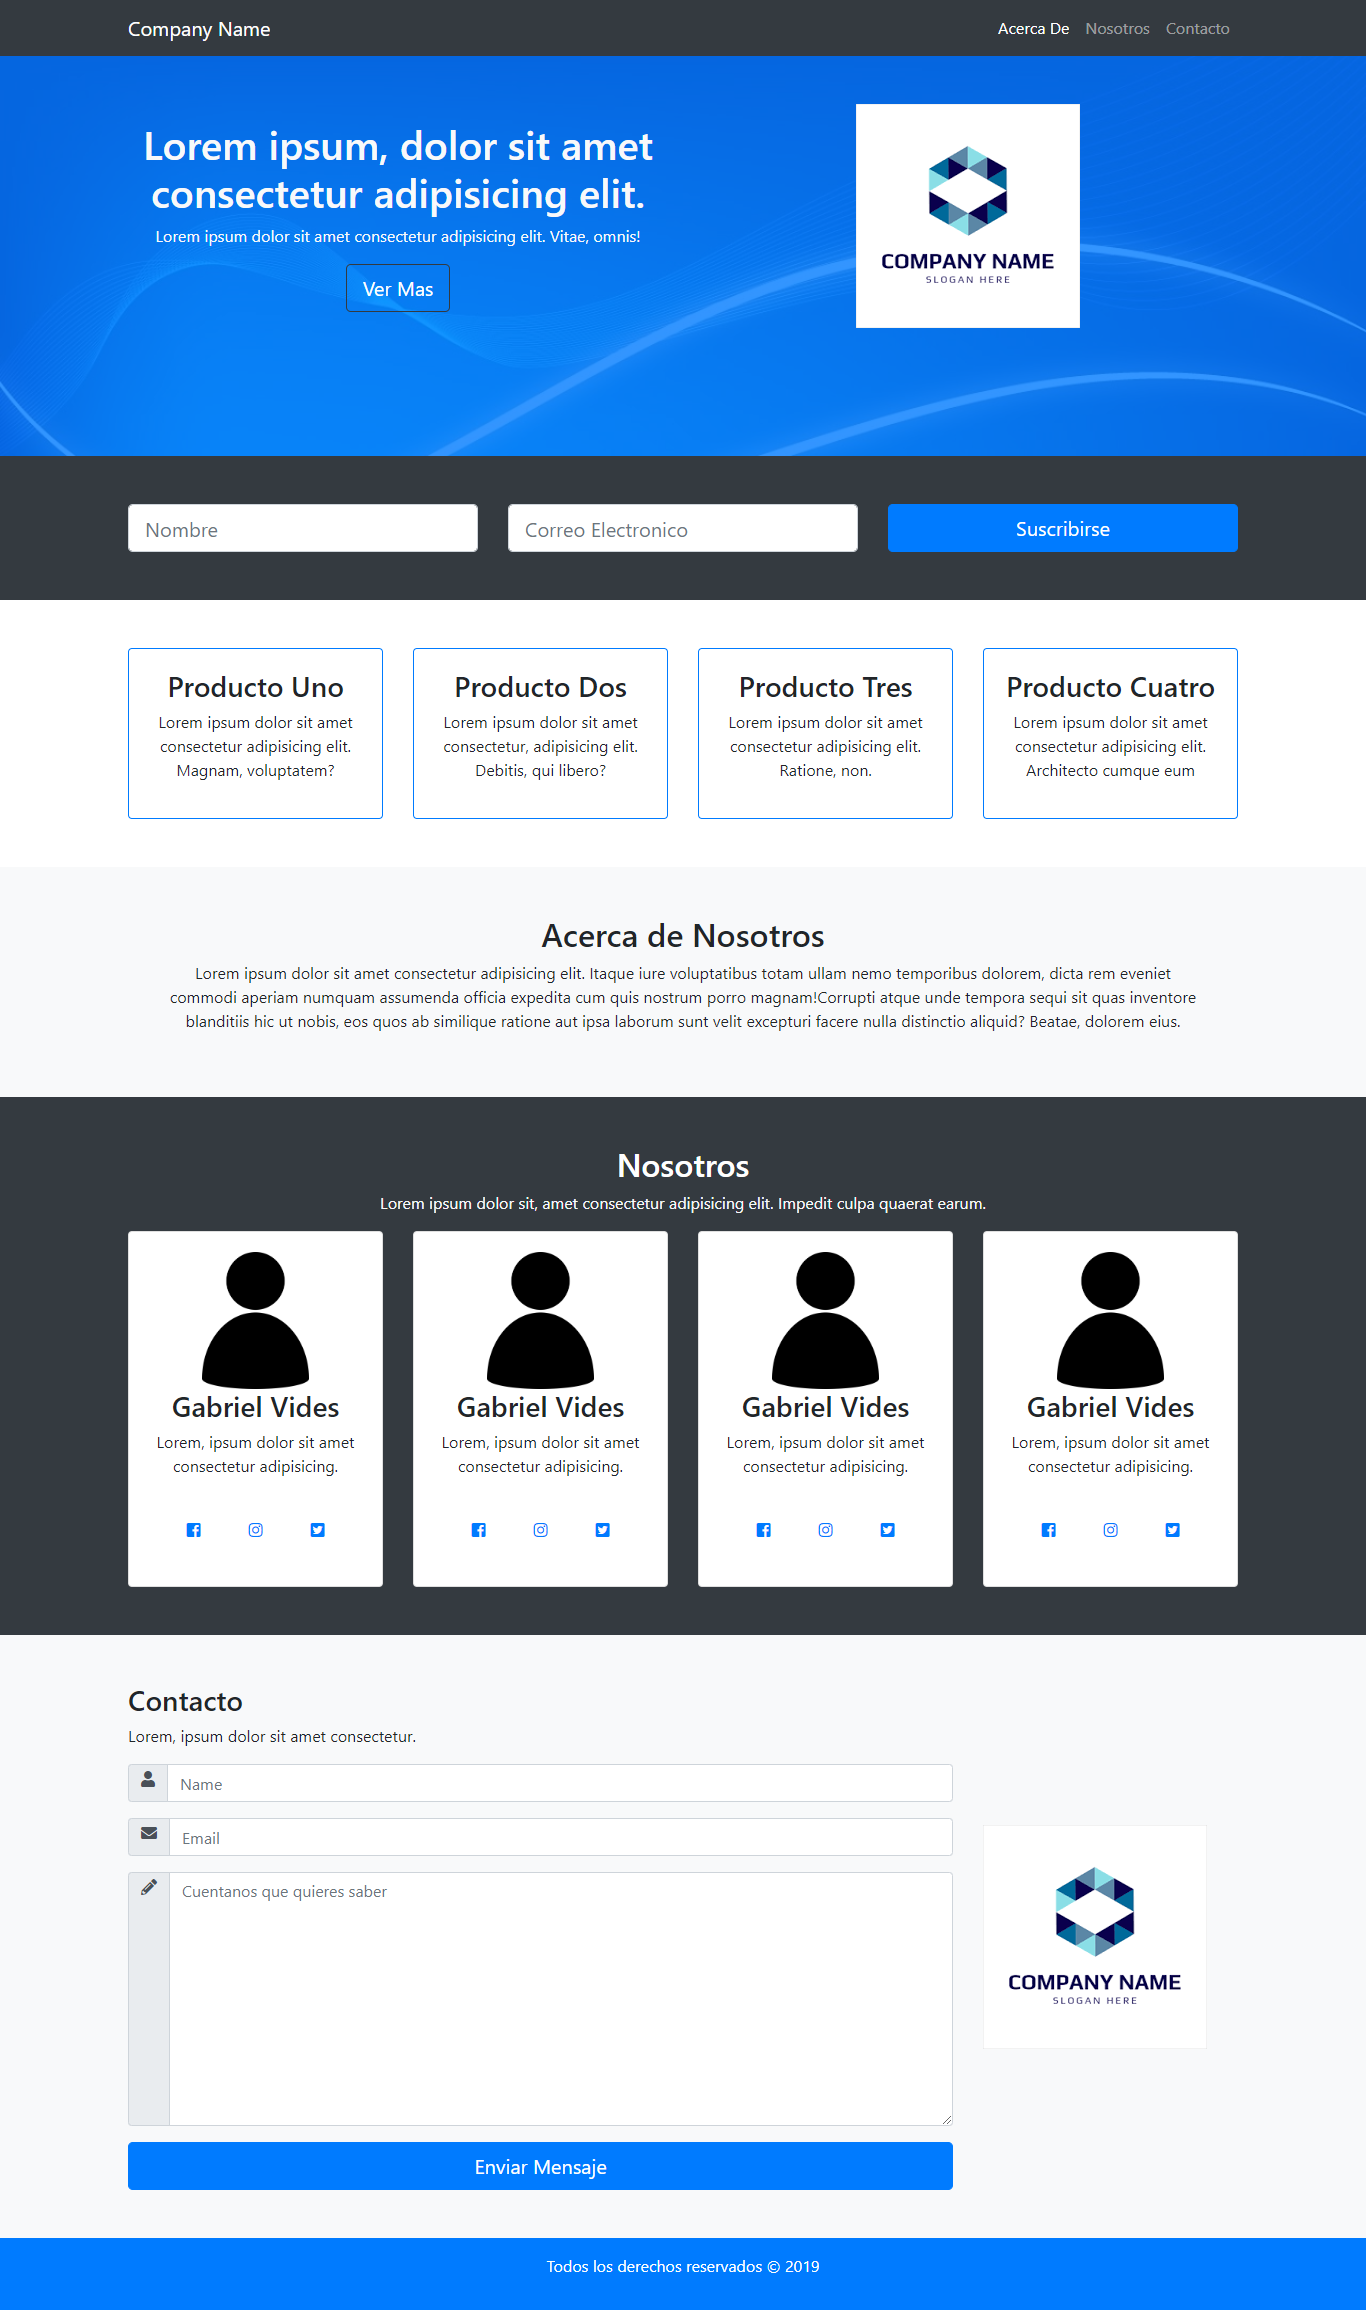 Company Name
Acerca De Nosotros Contacto
Lorem ipsum, dolor sit amet
consectetur adipisicing elit.
Lorem ipsum dolor sit amet consectetur adipisicing elit. Vitae, omnis!
Ver Mas
COMPANY NAME
SLOGAN HERE
Nombre
Correo Electronico
Suscribirse
Producto Uno
Lorem ipsum dolor sit amet
consectetur adipisicing elit.
Magnam, voluptatem?
Producto Dos
Lorem ipsum dolor sit amet
consectetur, adipisicing elit.
Debitis, qui libero?
Producto Tres
Lorem ipsum dolor sit amet
consectetur adipisicing elit.
Ratione, non.
Producto Cuatro
Lorem ipsum dolor sit amet
consectetur adipisicing elit.
Architecto cumque eum
Acerca de Nosotros
Lorem ipsum dolor sit amet consectetur adipisicing elit. Itaque iure voluptatibus totam ullam nemo temporibus dolorem, dicta rem eveniet
commodi aperiam numquam assumenda officia expedita cum quis nostrum porro magnam!Corrupti atque unde tempora sequi sit quas inventore
blanditiis hic ut nobis, eos quos ab similique ratione aut ipsa laborum sunt velit excepturi facere nulla distinctio aliquid? Beatae, dolorem eius.
Nosotros
Lorem ipsum dolor sit, amet consectetur adipisicing elit. Impedit culpa quaerat earum.
Gabriel Vides
Lorem, ipsum dolor sit amet
consectetur adipisicing.
Gabriel Vides
Lorem, ipsum dolor sit amet
consectetur adipisicing.
Gabriel Vides
Lorem, ipsum dolor sit amet
consectetur adipisicing.
Gabriel Vides
Lorem, ipsum dolor sit amet
consectetur adipisicing.
Contacto
Lorem, ipsum dolor sit amet consectetur.
Name
Email
Cuentanos que quieres saber
Enviar Mensaje
COMPANY NAME
SLOGAN HERE
Todos los derechos reservados © 2019